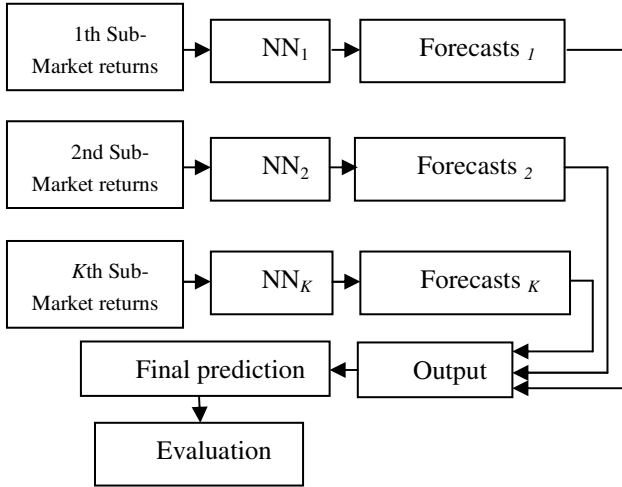 1th Sub-
Market returns
NN1
Forecasts 1
2nd Sub-
Market returns
NN2
Forecasts 2
Kth Sub-
Market returns
NNK
Forecasts K
Final prediction
Output
Evaluation